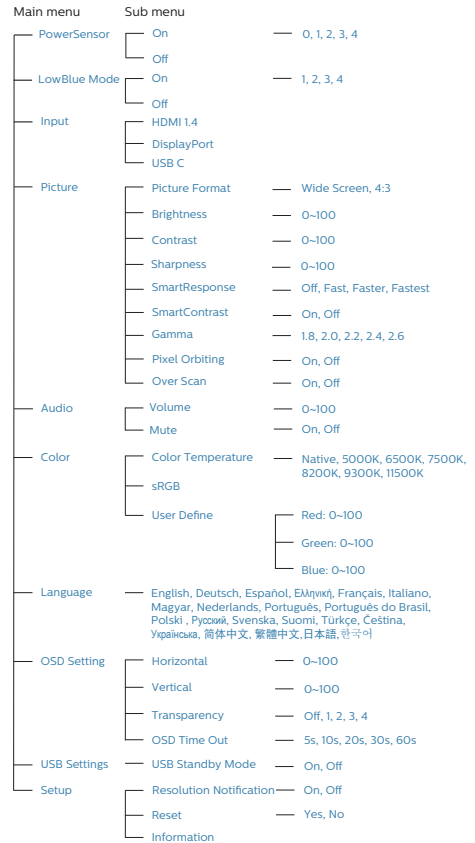 Main menu Sub menu
PowerSensor On 0, 1, 2, 3, 4
Off
LowBlue Mode On 1, 2, 3, 4
Off
Input HDMI 1.4
DisplayPort
USB C
Picture Picture Format Wide Screen, 4:3
Brightness 0~100
Contrast 0~100
Sharpness 0~100
SmartResponse Off, Fast, Faster, Fastest
SmartContrast On, Off
Gamma 1.8, 2.0, 2.2, 2.4, 2.6
Pixel Orbiting On, Off
Over Scan On, Off
Audio Volume 0~100
Mute On, Off
Color Color Temperature Native, 5000K, 6500K, 7500K,
8200K, 9300K, 11500K
sRGB
User Define Red: 0~100
Green: 0~100
Blue: 0~100
Language English, Deutsch, Español, Ελληνική, Français, Italiano,
Magyar, Nederlands, Português, Português do Brasil,
Polski , Русский, Svenska, Suomi, Türkçe, Čeština,
Українська, 简体中文, 繁體中文,日本語,한국어
OSD Setting Horizontal 0~100
Vertical 0~100
Transparency Off, 1, 2, 3, 4
OSD Time Out 5s, 10s, 20s, 30s, 60s
USB Settings USB Standby Mode On, Off
Setup Resolution Notification On, Off
Reset Yes, No
Information